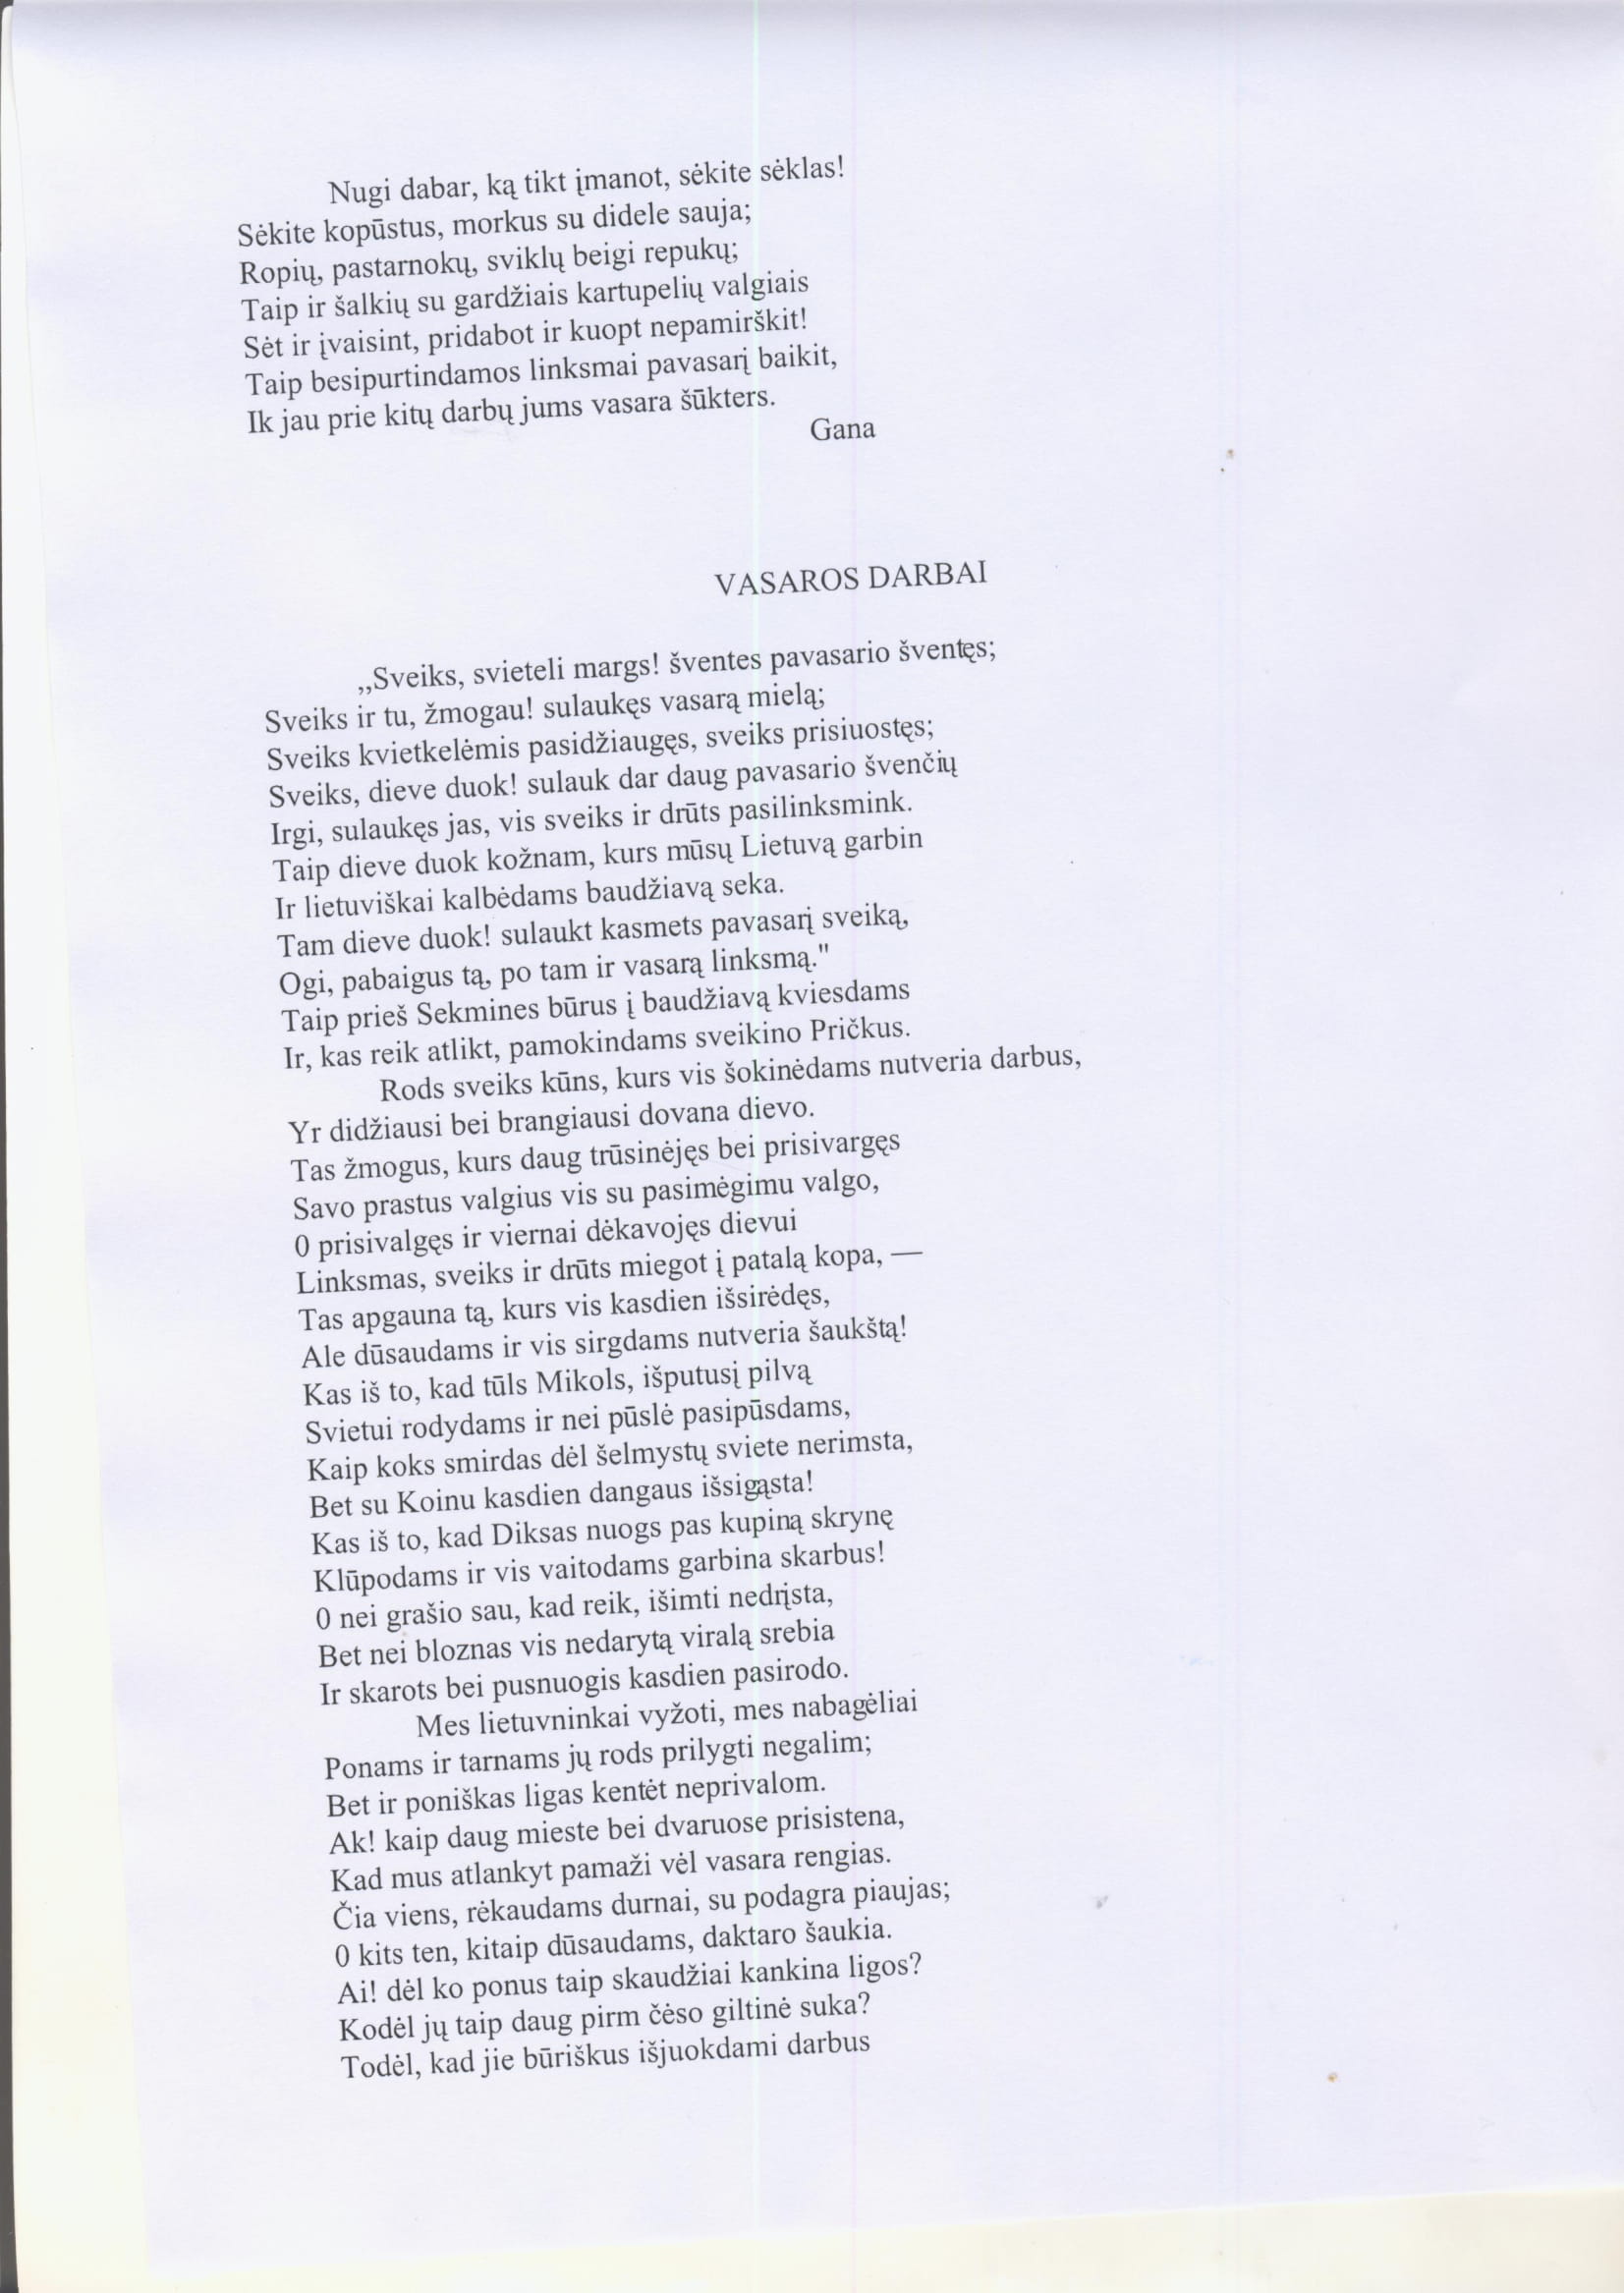 Nugi dabar, ką tikt įmanot, sėkite sėklas!
Sėkite kopūstus, morkus su didele sauja;
Ropių, pastarnokų, sviklų beigi repukų;
Taip ir šalkių su gardžiais kartupelių valgiais
Sėt ir įvaisint, pridabot ir kuopt nepamirškit!
Taip besipurtindamos linksmai pavasarį baikit,
Ik jau prie kitų darbų jums vasara šūkters.
Gana
VASAROS DARBAI
„Sveiks, svieteli margs! šventes pavasario šventęs;
Sveiks ir tu, žmogau! sulaukęs vasarą mielą;
Sveiks kvietkelėmis pasidžiaugęs, sveiks prisiuostęs;
Sveiks, dieve duok! sulauk dar daug pavasario švenčių
Irgi, sulaukęs jas, vis sveiks ir drūts pasilinksmink.
Taip dieve duok kožnam, kurs mūsų Lietuvą garbin
Ir lietuviškai kalbėdams baudžiavą seka.
Tam dieve duok! sulaukt kasmets pavasarį sveiką,
Ogi, pabaigus tą, po tam ir vasarą linksmą."
Taip prieš Sekmines būrus į baudžiavą kviesdams
Ir, kas reik atlikt, pamokindams sveikino Pričkus.
Rods sveiks kūns, kurs vis šokinėdams nutveria darbus,
Yr didžiausi bei brangiausi dovana dievo.
Tas žmogus, kurs daug trūsinėjęs bei prisivargęs
Savo prastus valgius vis su pasimėgimu valgo,
0 prisivalgęs ir viernai dėkavojęs dievui
Linksmas, sveiks ir drūts miegot į patalą kopa, —
Tas apgauna tą, kurs vis kasdien išsirėdęs,
Ale dūsaudams ir vis sirgdams nutveria šaukštą!
Kas iš to, kad tūls Mikols, išputusį pilvą
Svietui rodydams ir nei pūslė pasipūsdams,
Kaip koks smirdas dėl šelmystų sviete nerimsta,
Bet su Koinu kasdien dangaus išsigąsta!
Kas iš to, kad Diksas nuogs pas kupiną skrynę
Klūpodams ir vis vaitodams garbina skarbus!
0 nei grašio sau, kad reik, išimti nedrįsta,
Bet nei bloznas vis nedarytą viralą srebia
Ir skarots bei pusnuogis kasdien pasirodo.
Mes lietuvninkai vyžoti, mes nabagėliai
Ponams ir tarnams jų rods prilygti negalim;
Bet ir poniškas ligas kentėt neprivalom.
Ak! kaip daug mieste bei dvaruose prisistena,
Kad mus atlankyt pamaži vėl vasara rengias.
Čia viens, rėkaudams durnai, su podagra piaujas;
0 kits ten, kitaip dūsaudams, daktaro šaukia.
Ai! dėl ko ponus taip skaudžiai kankina ligos?
Kodėl jų taip daug pirm čėso giltinė suka?
Todėl, kad jie būriškus išjuokdami darbus